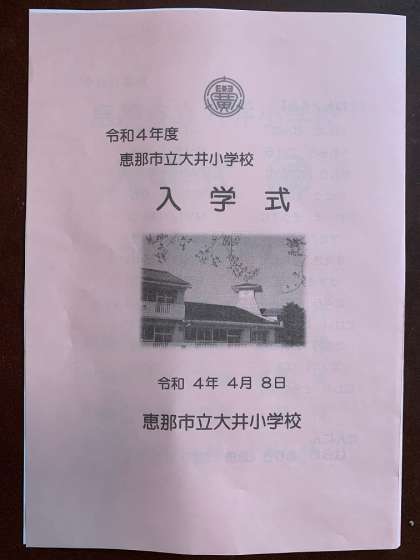 令和4年度
恵那市立大井小学校
入学式
令和 4年 4月 8日
恵那市立大井小学校